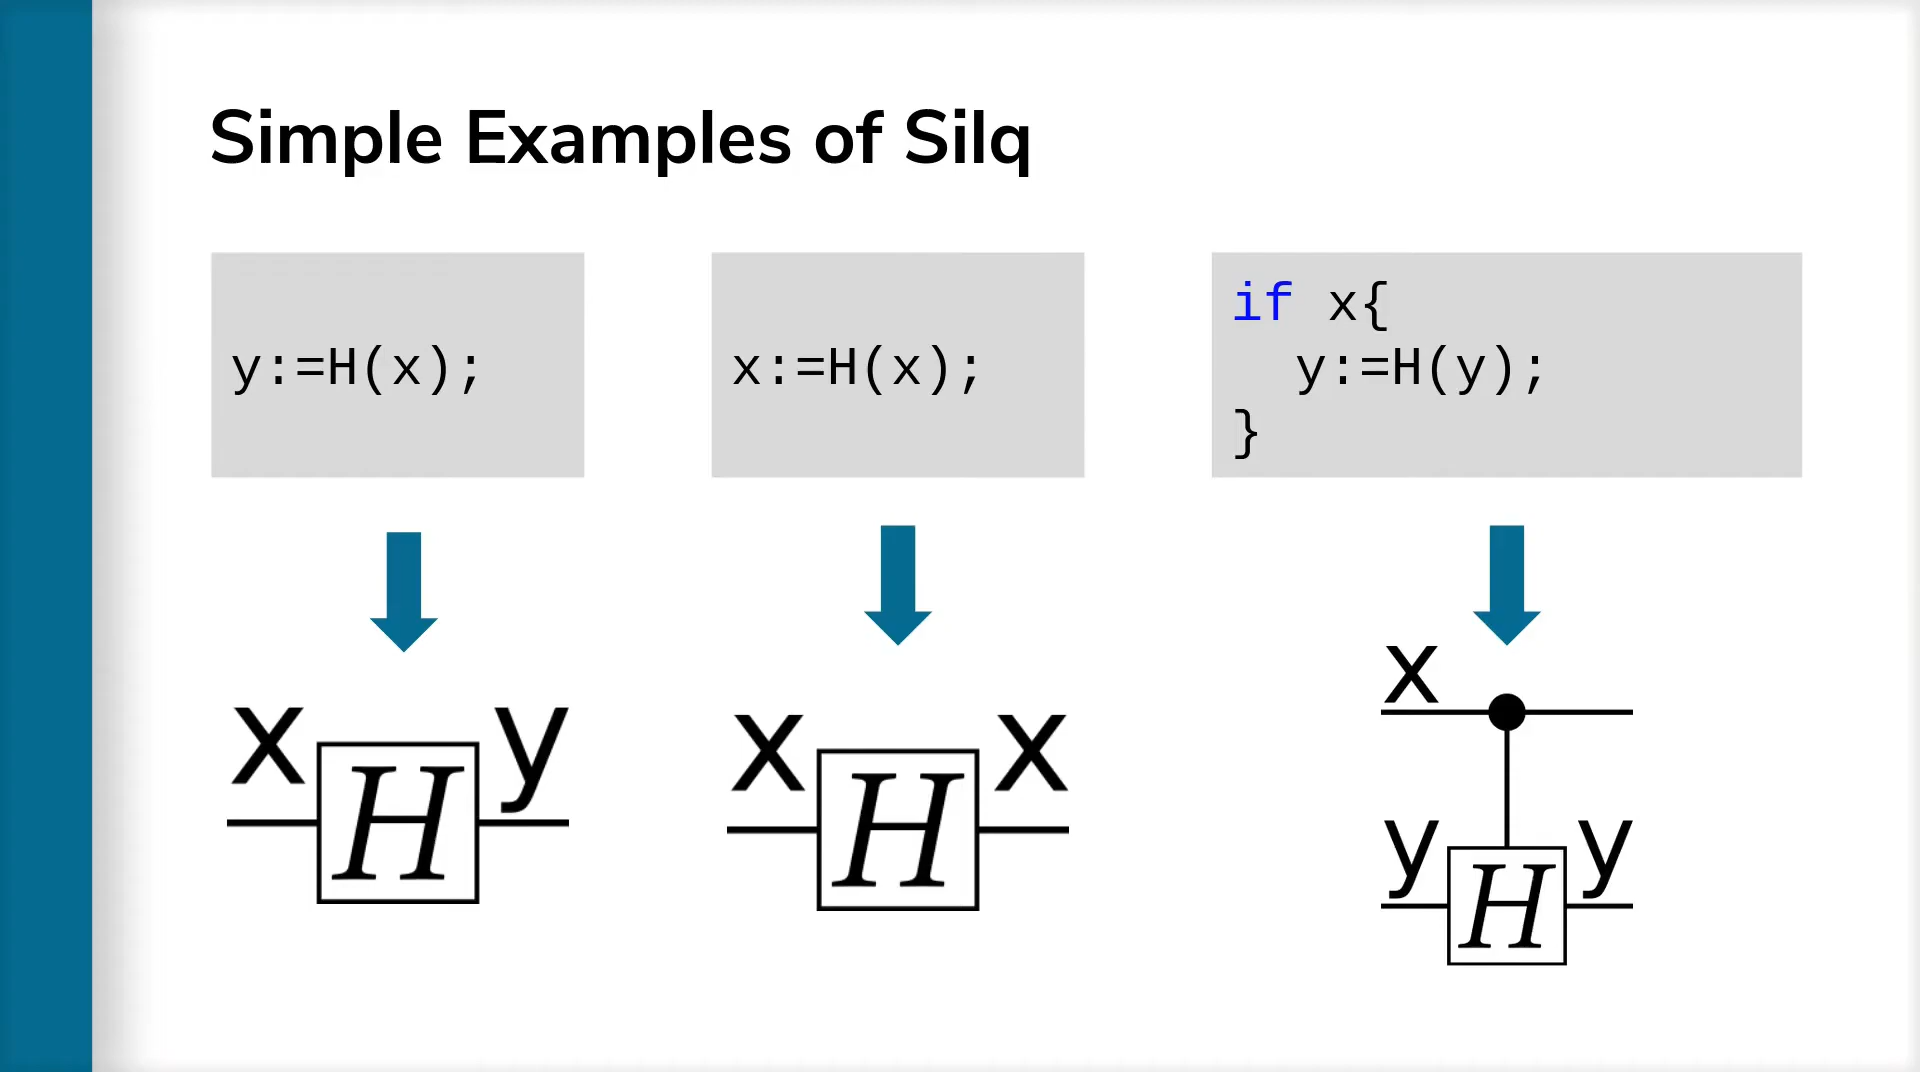 Simple Examples of Silq
y:=H(x);
x:=H(x);
if x{
  y:=H(y);
}
x H y
x H x
x
y H y